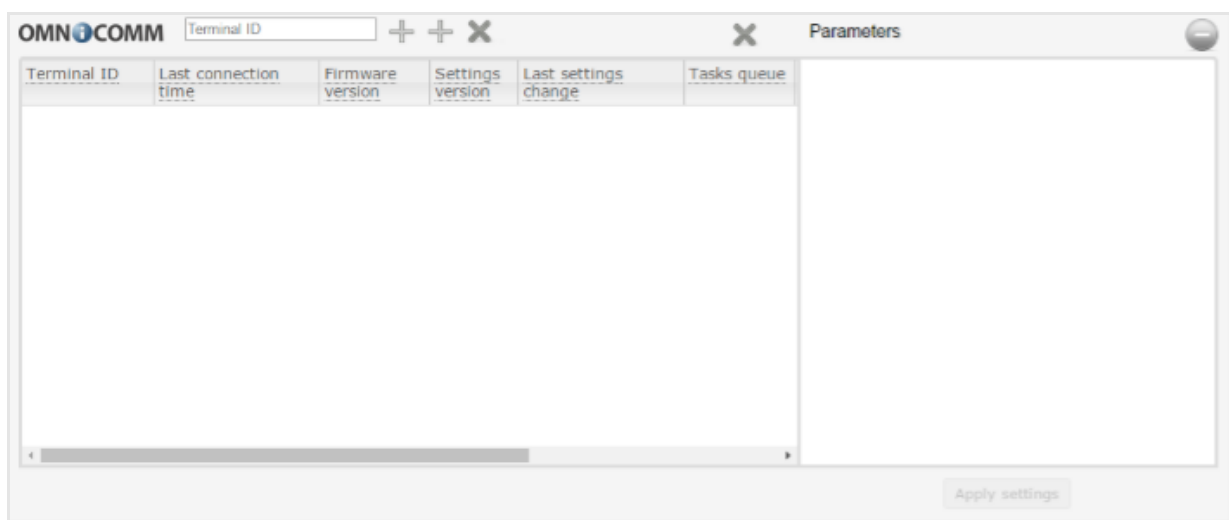 OMNiCOMM Terminal ID Parameters
Terminal ID Last connection time Firmware version Settings version Last settings change Tasks queue
Apply settings